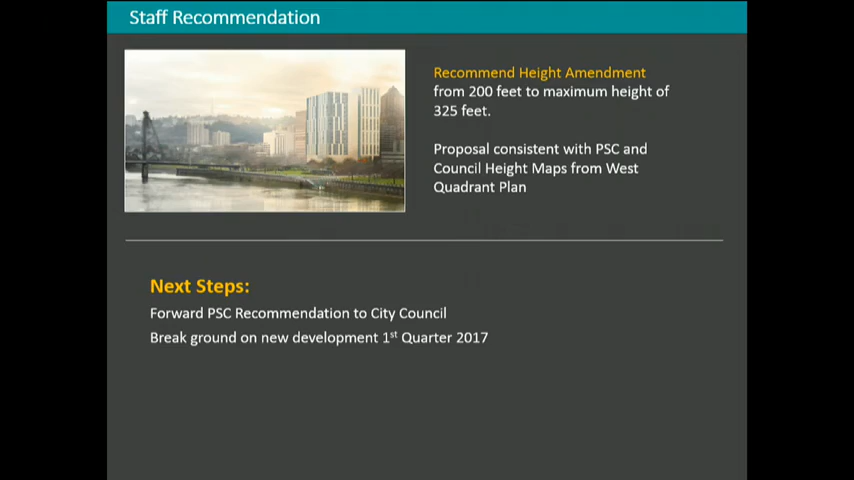 Staff Recommendation
Recommend Height Amendment
from 200 feet to maximum height of
325 feet.
Proposal consistent with PSC and
Council Height Maps from West
Quadrant Plan
Next Steps:
Forward PSC Recommendation to City Council
Break ground on new development 1st Quarter 2017